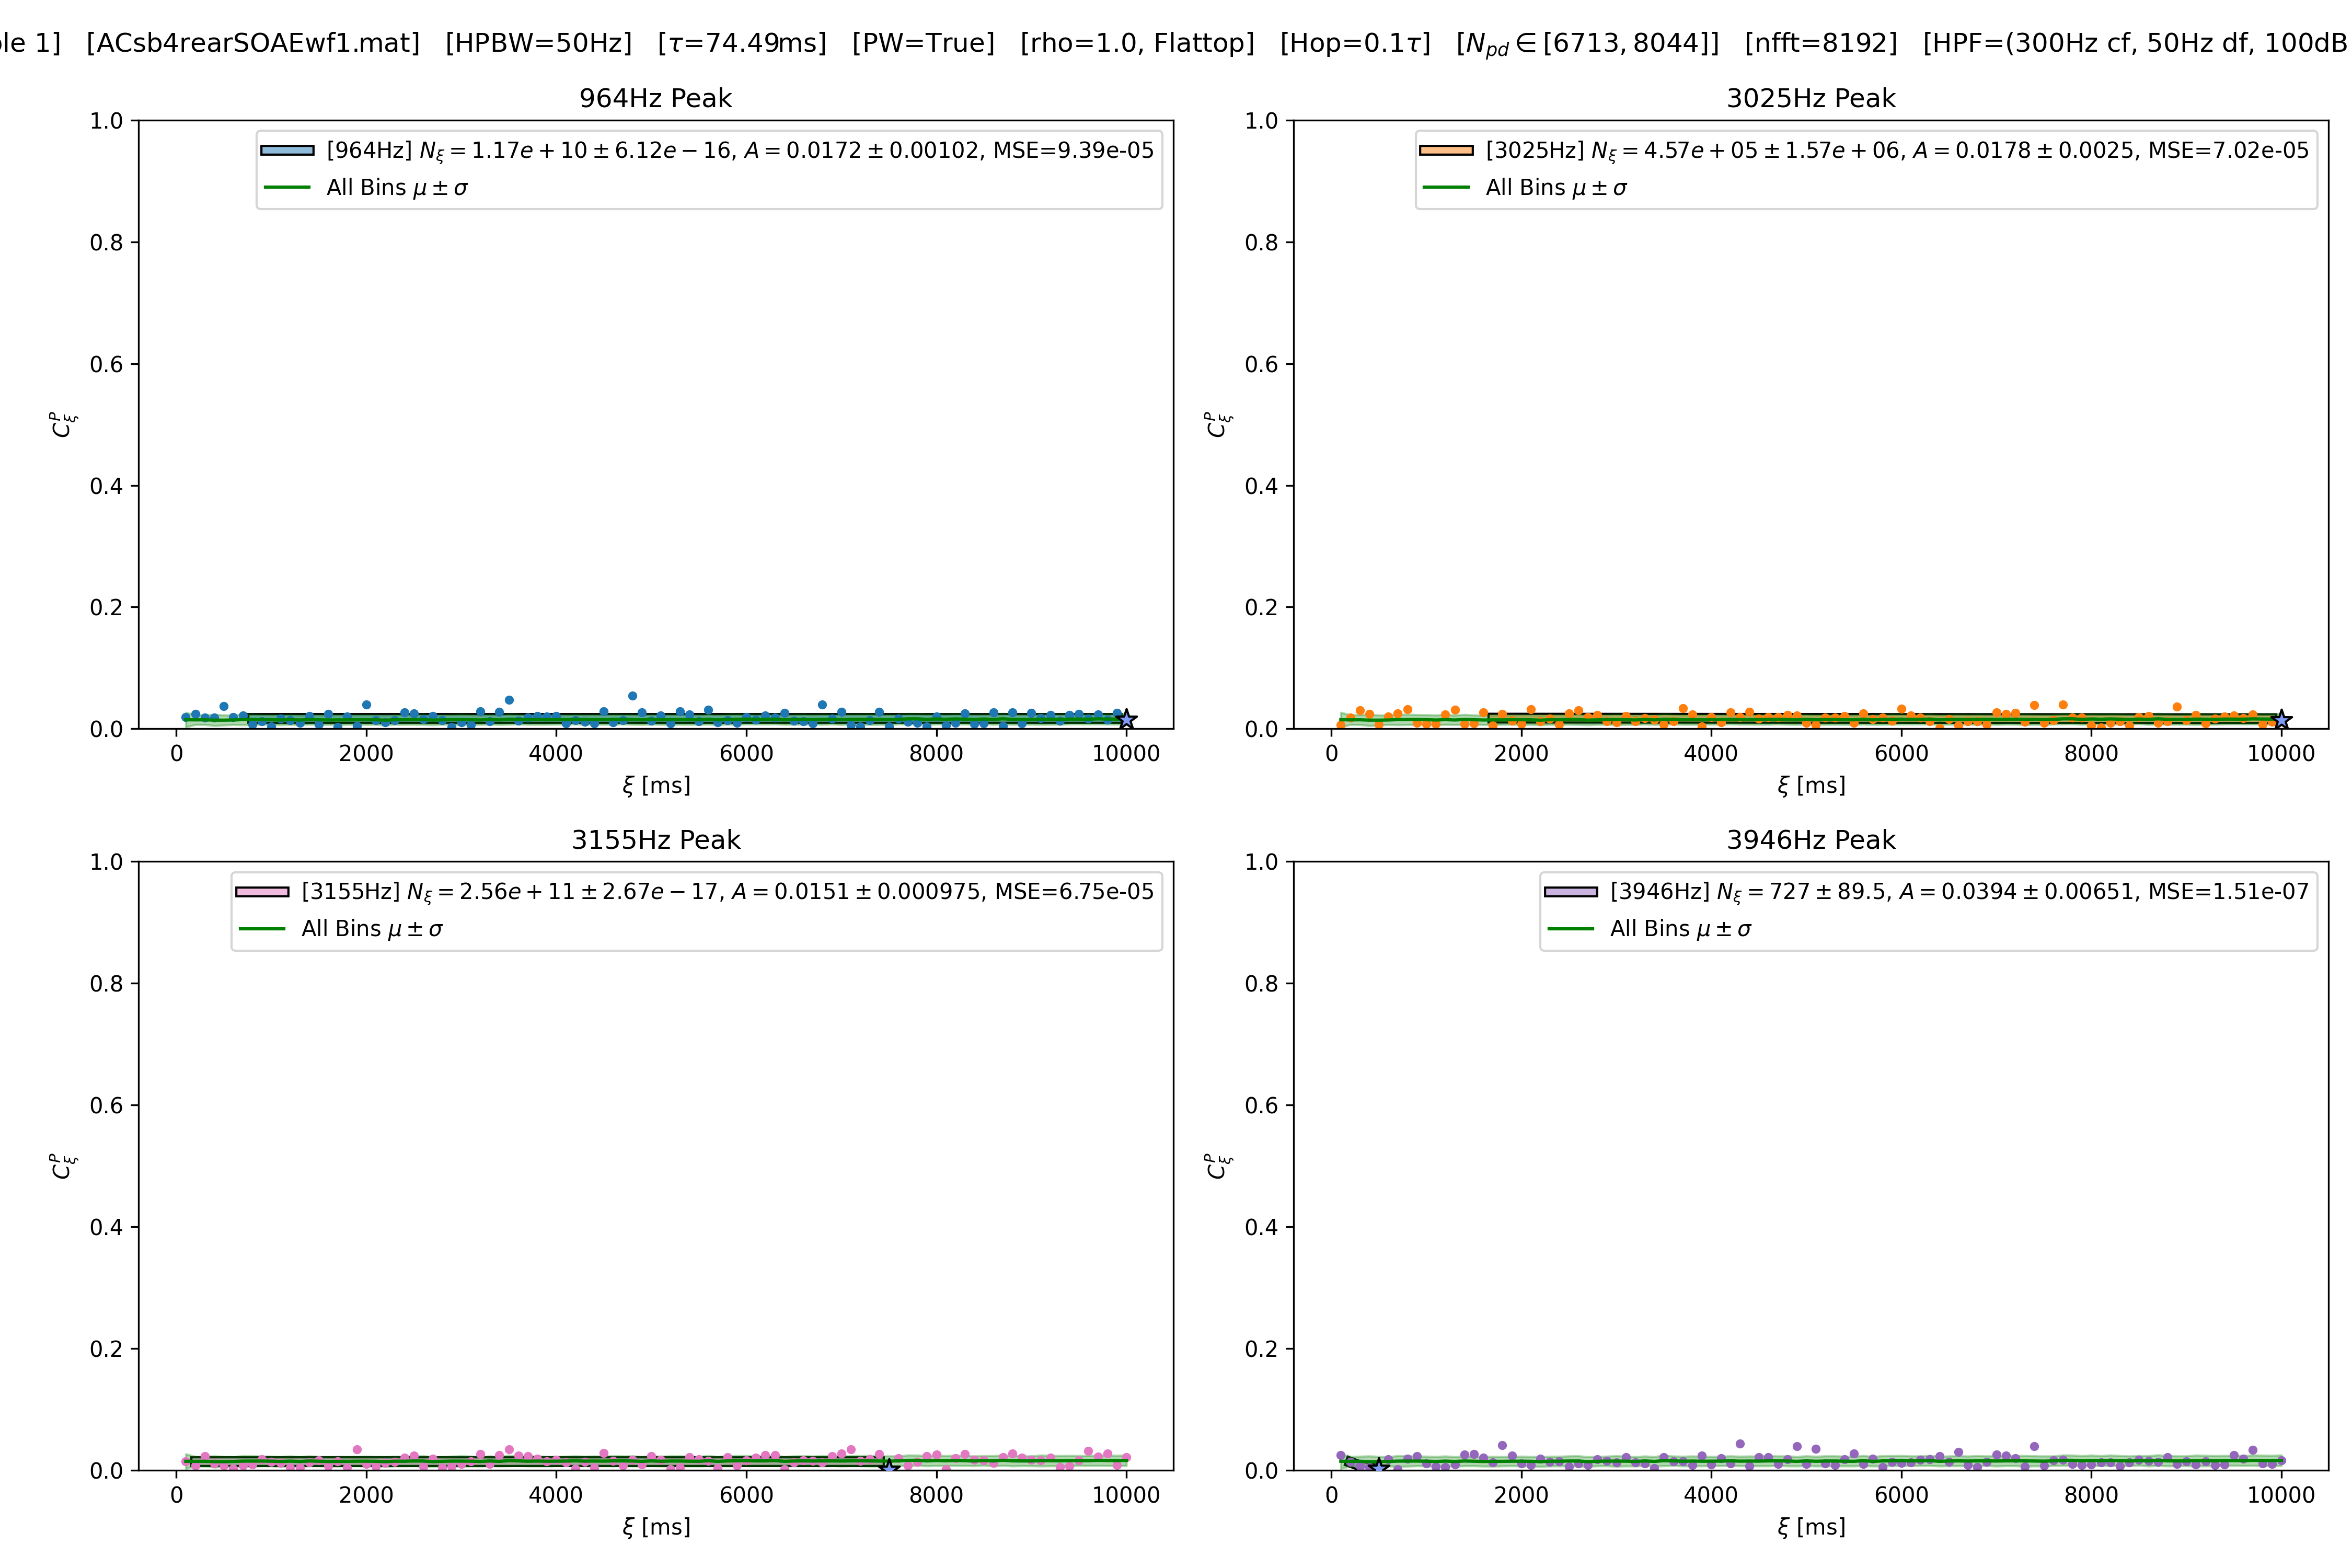 le 1] [ACsb4rearSOAEwf1.mat] [HPBW=50Hz] [τ=74.49ms] [PW=True] [rho=1.0, Flattop] [Hop=0.1τ] [N_pd ∈ [6713, 8044]] [nfft=8192] [HPF=(300Hz cf, 50Hz df, 100dB
964Hz Peak
[964Hz] N_ξ = 1.17e + 10 ± 6.12e − 16, A = 0.0172 ± 0.00102, MSE=9.39e-05
All Bins μ ± σ
1.0
0.8
0.6
0.4
0.2
0.0
C_ξ^P
0 2000 4000 6000 8000 10000
ξ [ms]
3025Hz Peak
[3025Hz] N_ξ = 4.57e + 05 ± 1.57e + 06, A = 0.0178 ± 0.0025, MSE=7.02e-05
All Bins μ ± σ
1.0
0.8
0.6
0.4
0.2
0.0
C_ξ^P
0 2000 4000 6000 8000 10000
ξ [ms]
3155Hz Peak
[3155Hz] N_ξ = 2.56e + 11 ± 2.67e − 17, A = 0.0151 ± 0.000975, MSE=6.75e-05
All Bins μ ± σ
1.0
0.8
0.6
0.4
0.2
0.0
C_ξ^P
0 2000 4000 6000 8000 10000
ξ [ms]
3946Hz Peak
[3946Hz] N_ξ = 727 ± 89.5, A = 0.0394 ± 0.00651, MSE=1.51e-07
All Bins μ ± σ
1.0
0.8
0.6
0.4
0.2
0.0
C_ξ^P
0 2000 4000 6000 8000 10000
ξ [ms]